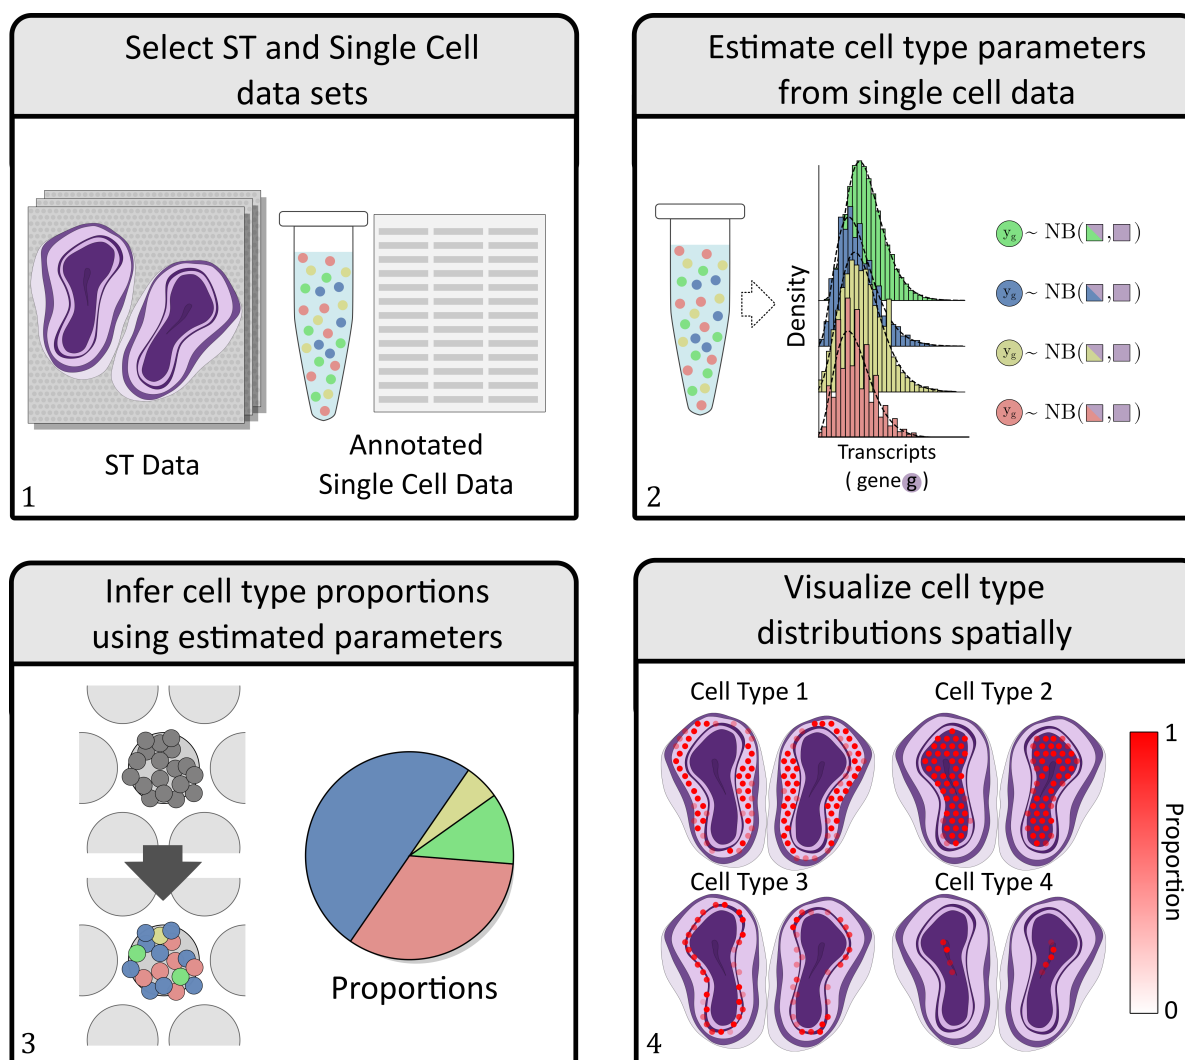 Select ST and Single Cell
data sets
ST Data
Annotated
Single Cell Data
1
Estimate cell type parameters
from single cell data
Density
y_g ~ NB( , )
y_g ~ NB( , )
y_g ~ NB( , )
y_g ~ NB( , )
Transcripts
( gene g )
2
Infer cell type proportions
using estimated parameters
Proportions
3
Visualize cell type
distributions spatially
Cell Type 1
Cell Type 2
Cell Type 3
Cell Type 4
1
Proportion
0
4